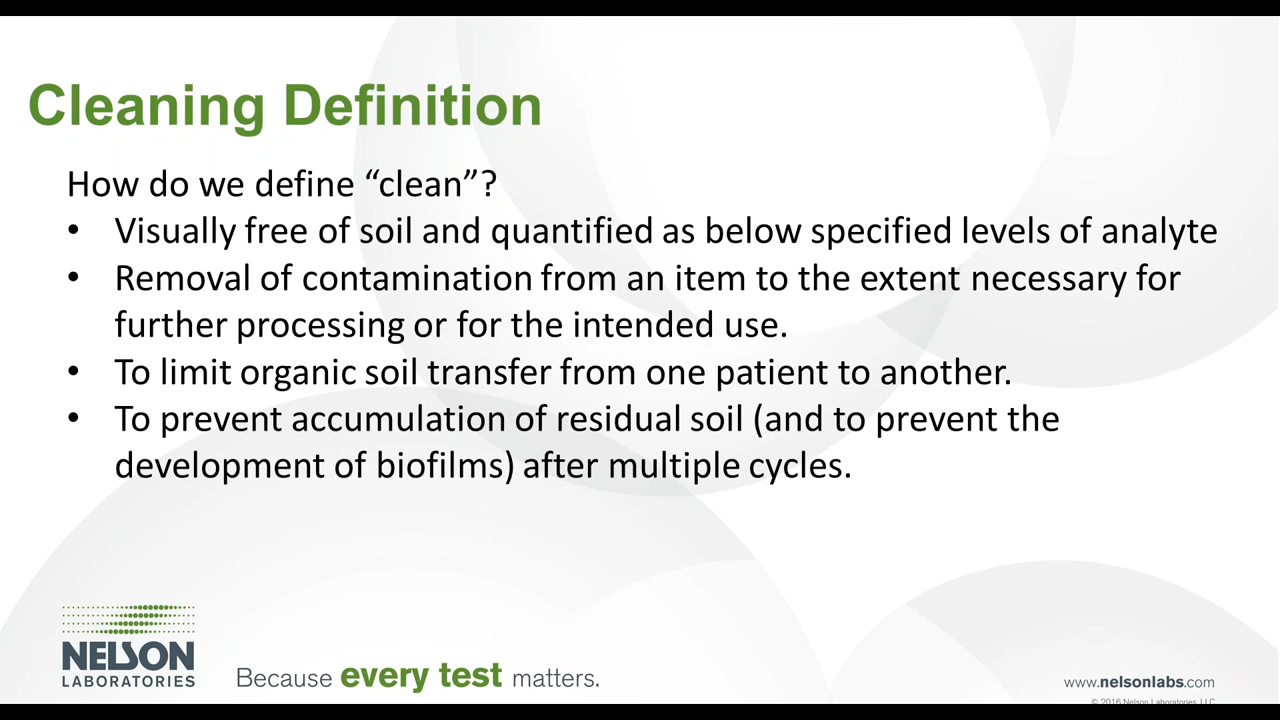 Cleaning Definition
How do we define “clean”?
• Visually free of soil and quantified as below specified levels of analyte
• Removal of contamination from an item to the extent necessary for
further processing or for the intended use.
• To limit organic soil transfer from one patient to another.
• To prevent accumulation of residual soil (and to prevent the
development of biofilms) after multiple cycles.
NELSON
LABORATORIES
Because every test matters.
www.nelsonlabs.com
© 2016 Nelson Laboratories, LLC